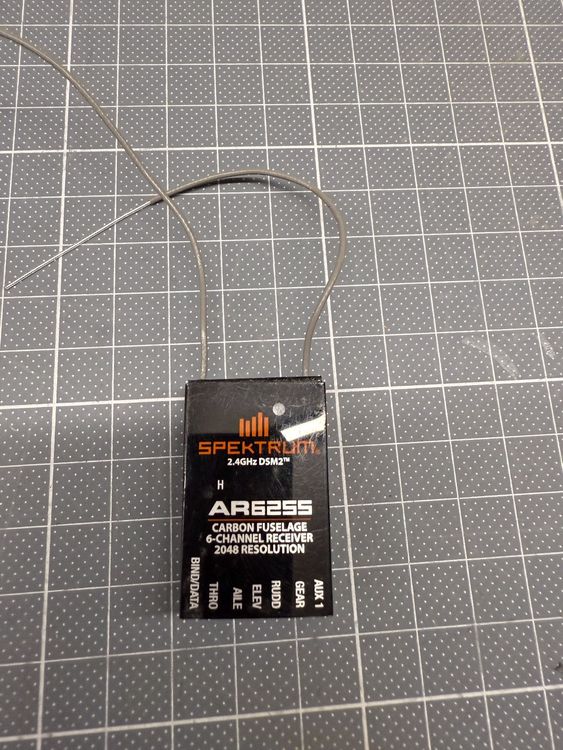 SPEKTRUM
2.4GHz DSM2™
H
AR6255
CARBON FUSELAGE
6-CHANNEL RECEIVER
2048 RESOLUTION
BIND/DATA
THRO
AILE
ELEV
RUDD
GEAR
AUX 1